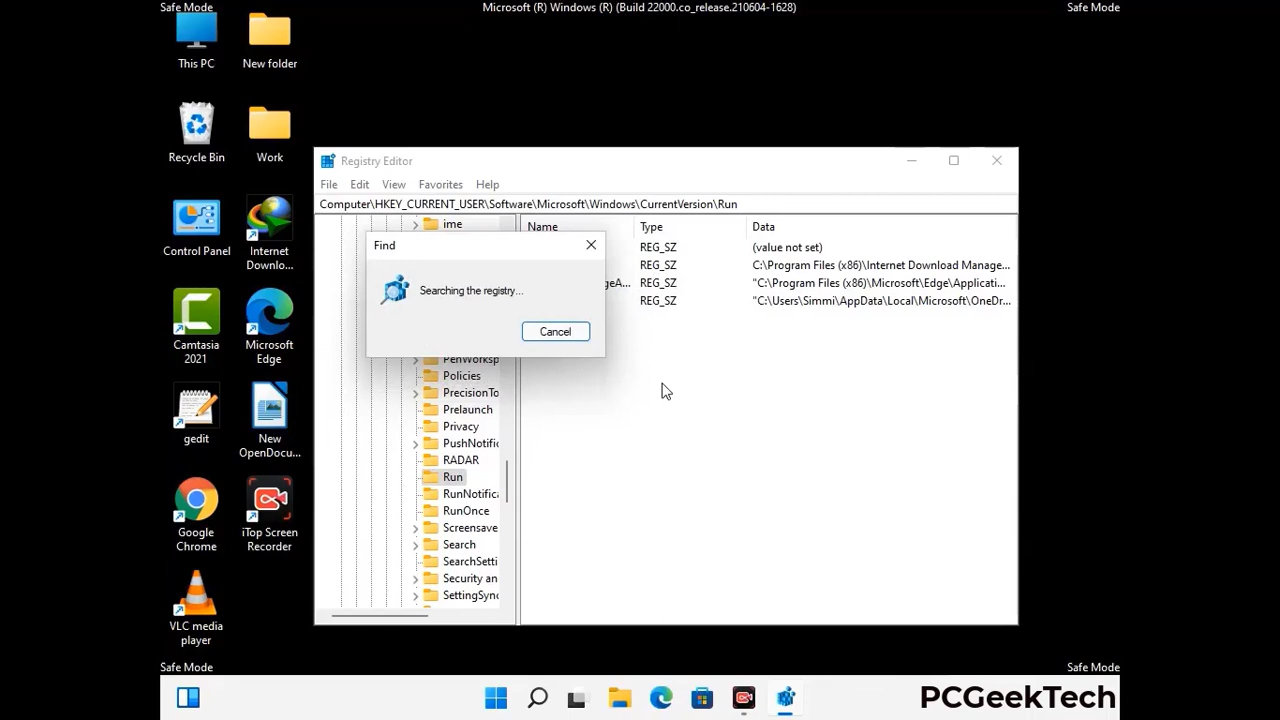 Safe Mode
Microsoft (R) Windows (R) (Build 22000.co_release.210604-1628)
Safe Mode
This PC
New folder
Recycle Bin
Work
Control Panel
Internet
Downlo...
Camtasia
2021
Microsoft
Edge
gedit
New
OpenDocu...
Google
Chrome
iTop Screen
Recorder
VLC media
player
Registry Editor
File Edit View Favorites Help
Computer\HKEY_CURRENT_USER\Software\Microsoft\Windows\CurrentVersion\Run
ime
Find
Searching the registry...
Cancel
PenWorksp
Policies
PrecisionTo
Prelaunch
Privacy
PushNotific
RADAR
Run
RunNotifica
RunOnce
Screensave
Search
SearchSetti
Security an
SettingSync
Name Type Data
REG_SZ (value not set)
REG_SZ C:\Program Files (x86)\Internet Download Manage...
geA... REG_SZ "C:\Program Files (x86)\Microsoft\Edge\Applicati...
REG_SZ "C:\Users\Simmi\AppData\Local\Microsoft\OneDr...
Safe Mode
Safe Mode
PCGeekTech